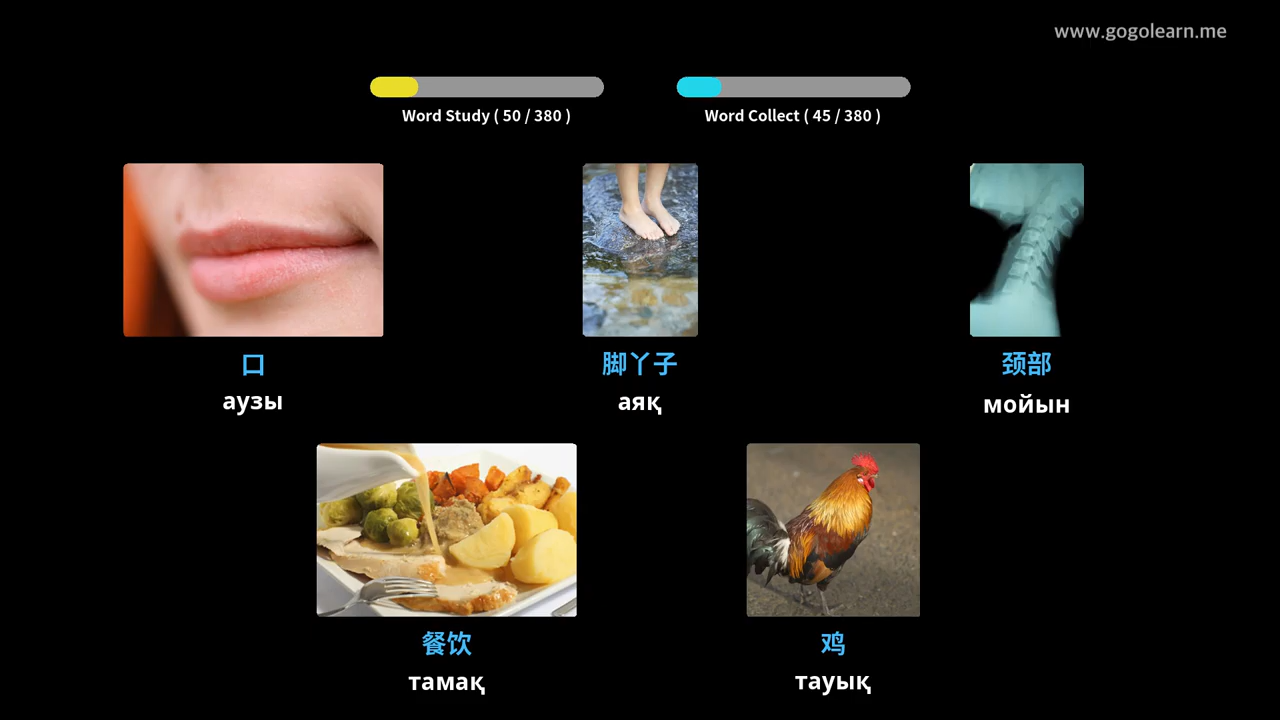 www.gogolearn.me
Word Study ( 50 / 380 )
Word Collect ( 45 / 380 )
口
脚丫子
颈部
аузы
аяқ
мойын
餐饮
鸡
тамақ
тауық